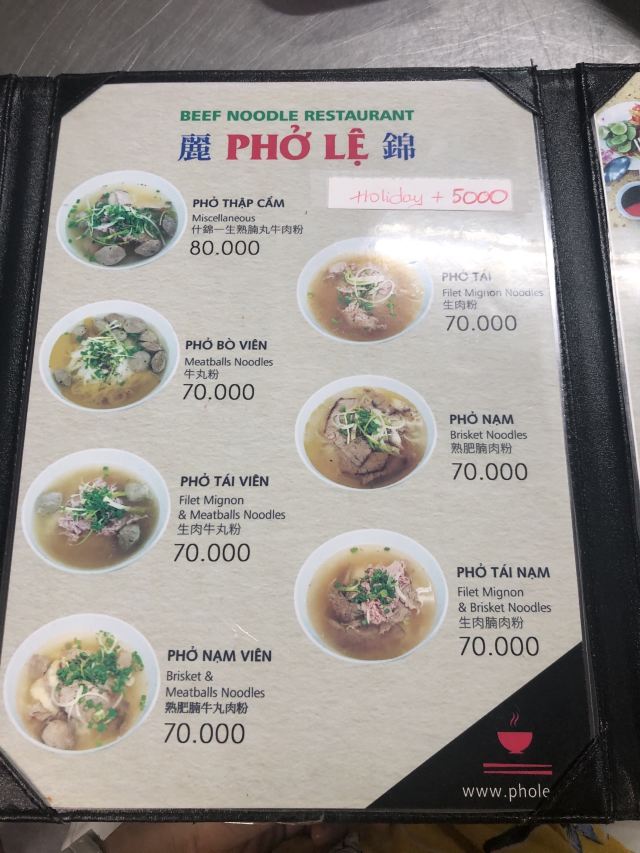 BEEF NOODLE RESTAURANT
麗 PHỞ LỆ 錦
Holiday + 5000
PHỞ THẬP CẨM
Miscellaneous
什錦一生熟腩丸牛肉粉
80.000
PHỞ TÁI
Filet Mignon Noodles
生肉粉
70.000
PHỞ BÒ VIÊN
Meatballs Noodles
牛丸粉
70.000
PHỞ NẠM
Brisket Noodles
熟肥腩肉粉
70.000
PHỞ TÁI VIÊN
Filet Mignon
& Meatballs Noodles
生肉牛丸粉
70.000
PHỞ TÁI NẠM
Filet Mignon
& Brisket Noodles
生肉腩肉粉
70.000
PHỞ NẠM VIÊN
Brisket &
Meatballs Noodles
熟肥腩牛丸肉粉
70.000
www.phole